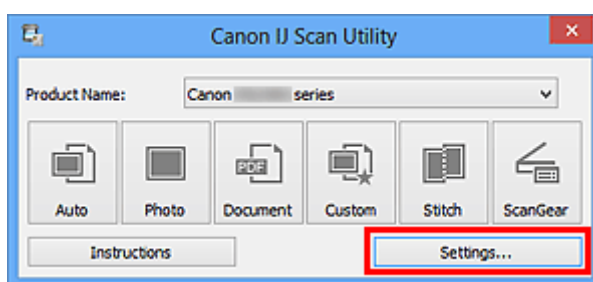 Canon IJ Scan Utility
Product Name: Canon series
PDF
Auto Photo Document Custom Stitch ScanGear
Instructions Settings...